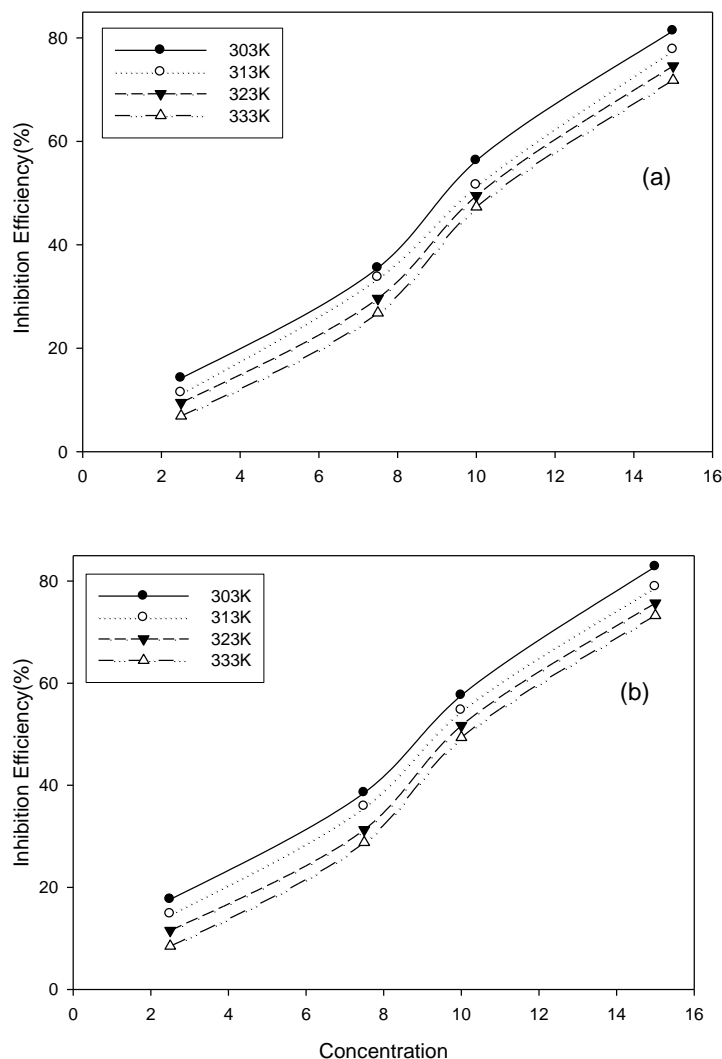 80
60
40
20
0
Inhibition Efficiency(%)
303K
313K
323K
333K
(a)
0 2 4 6 8 10 12 14 16
80
60
40
20
0
Inhibition Efficiency(%)
303K
313K
323K
333K
(b)
0 2 4 6 8 10 12 14 16
Concentration